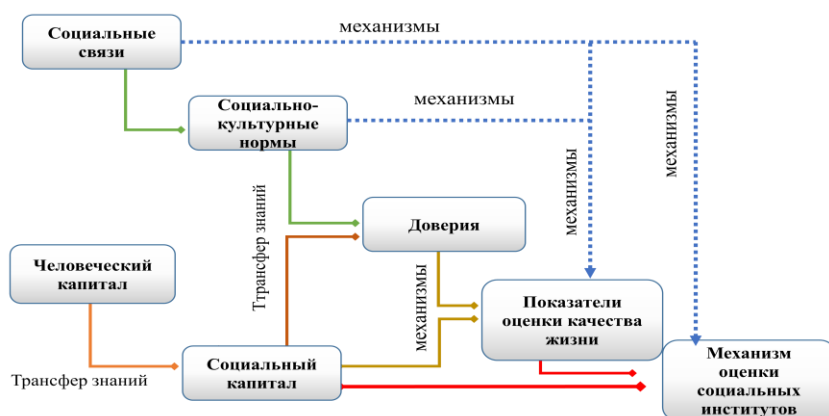 механизмы
Социальные
связи
Социально-
культурные
нормы
механизмы
механизмы
механизмы
Ттрансфер знаний
Доверия
Человеческий
капитал
механизмы
Показатели
оценки качества
жизни
Социальный
капитал
Трансфер знаний
Механизм
оценки
социальных
институтов